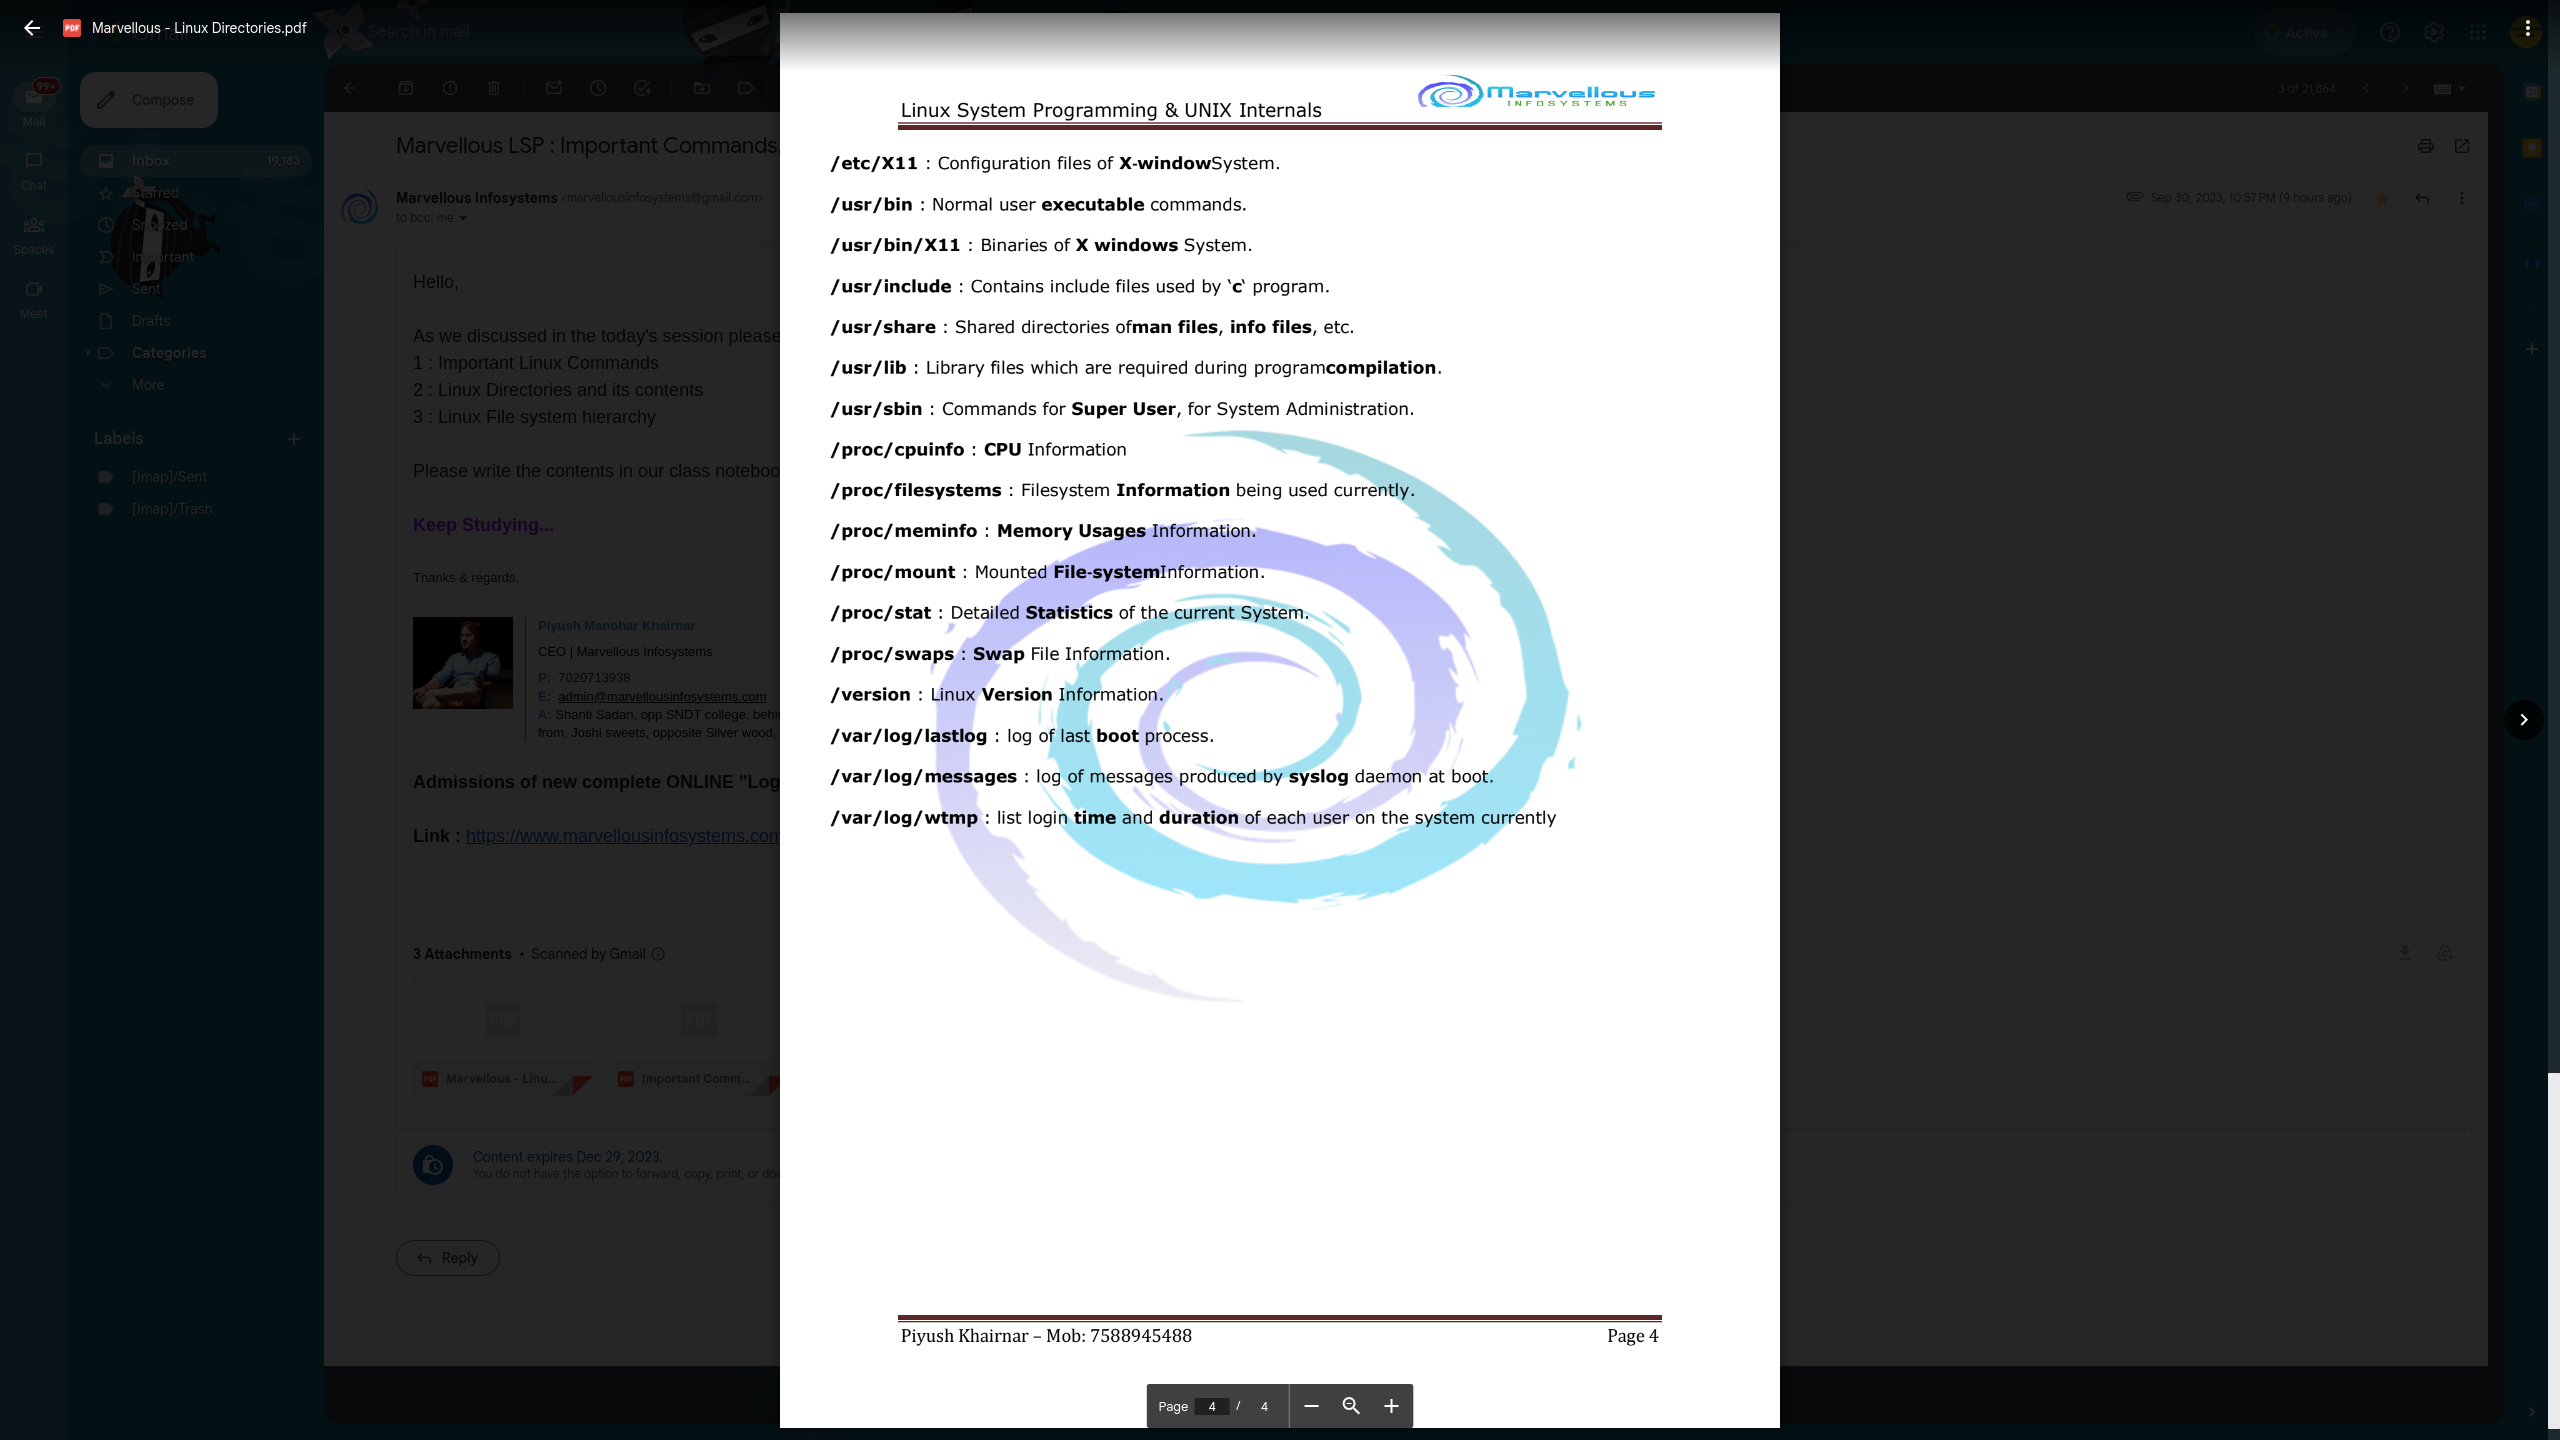 Marvellous - Linux Directories.pdf
Search in mail
Active
99+
Mail
Compose
3 of 21,864
Marvellous LSP : Important Commands
Inbox 19,183
Chat
Starred
Marvellous Infosystems <marvellousinfosystems@gmail.com>
Sep 30, 2023, 10:57 PM (9 hours ago)
to bcc: me
Snoozed
Spaces
Important
Sent
Meet
Drafts
Categories
More
Labels
[Imap]/Sent
[Imap]/Trash
Hello,
As we discussed in the today's session please
1 : Important Linux Commands
2 : Linux Directories and its contents
3 : Linux File system hierarchy
Please write the contents in our class
Keep Studying...
Thanks & regards,
Piyush Manohar Khairnar
CEO | Marvellous Infosystems
P: 7020713938
E: admin@marvellousinfosystems.com
A: Shanti Sadan, opp SNDT college,
from, Joshi sweets, opposite Silver wood,
Admissions of new complete ONLINE
Link : https://www.marvellousinfosystems.com
3 Attachments • Scanned by Gmail
PDF PDF
Marvellous - Linu... Important Comm...
Content expires Dec 29, 2023.
You do not have the option to forward, copy, print, or
Reply
Marvellous
INFOSYSTEMS
Linux System Programming & UNIX Internals
/etc/X11 : Configuration files of X-windowSystem.
/usr/bin : Normal user executable commands.
/usr/bin/X11 : Binaries of X windows System.
/usr/include : Contains include files used by ‘c‘ program.
/usr/share : Shared directories ofman files, info files, etc.
/usr/lib : Library files which are required during programcompilation.
/usr/sbin : Commands for Super User, for System Administration.
/proc/cpuinfo : CPU Information
/proc/filesystems : Filesystem Information being used currently.
/proc/meminfo : Memory Usages Information.
/proc/mount : Mounted File-systemInformation.
/proc/stat : Detailed Statistics of the current System.
/proc/swaps : Swap File Information.
/version : Linux Version Information.
/var/log/lastlog : log of last boot process.
/var/log/messages : log of messages produced by syslog daemon at boot.
/var/log/wtmp : list login time and duration of each user on the system currently
Piyush Khairnar – Mob: 7588945488 Page 4
Page 4 / 4